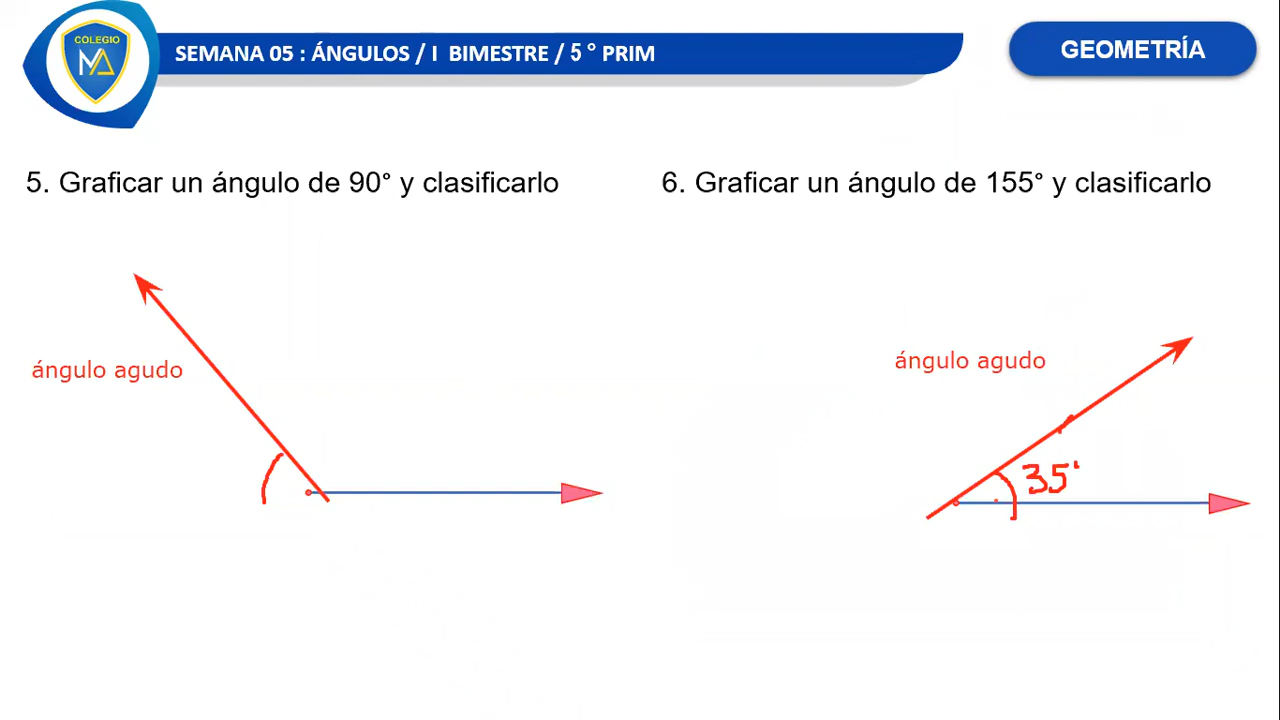 COLEGIO
MA
SEMANA 05 : ÁNGULOS / I BIMESTRE / 5 ° PRIM
GEOMETRÍA
5. Graficar un ángulo de 90° y clasificarlo
6. Graficar un ángulo de 155° y clasificarlo
ángulo agudo
ángulo agudo
35°